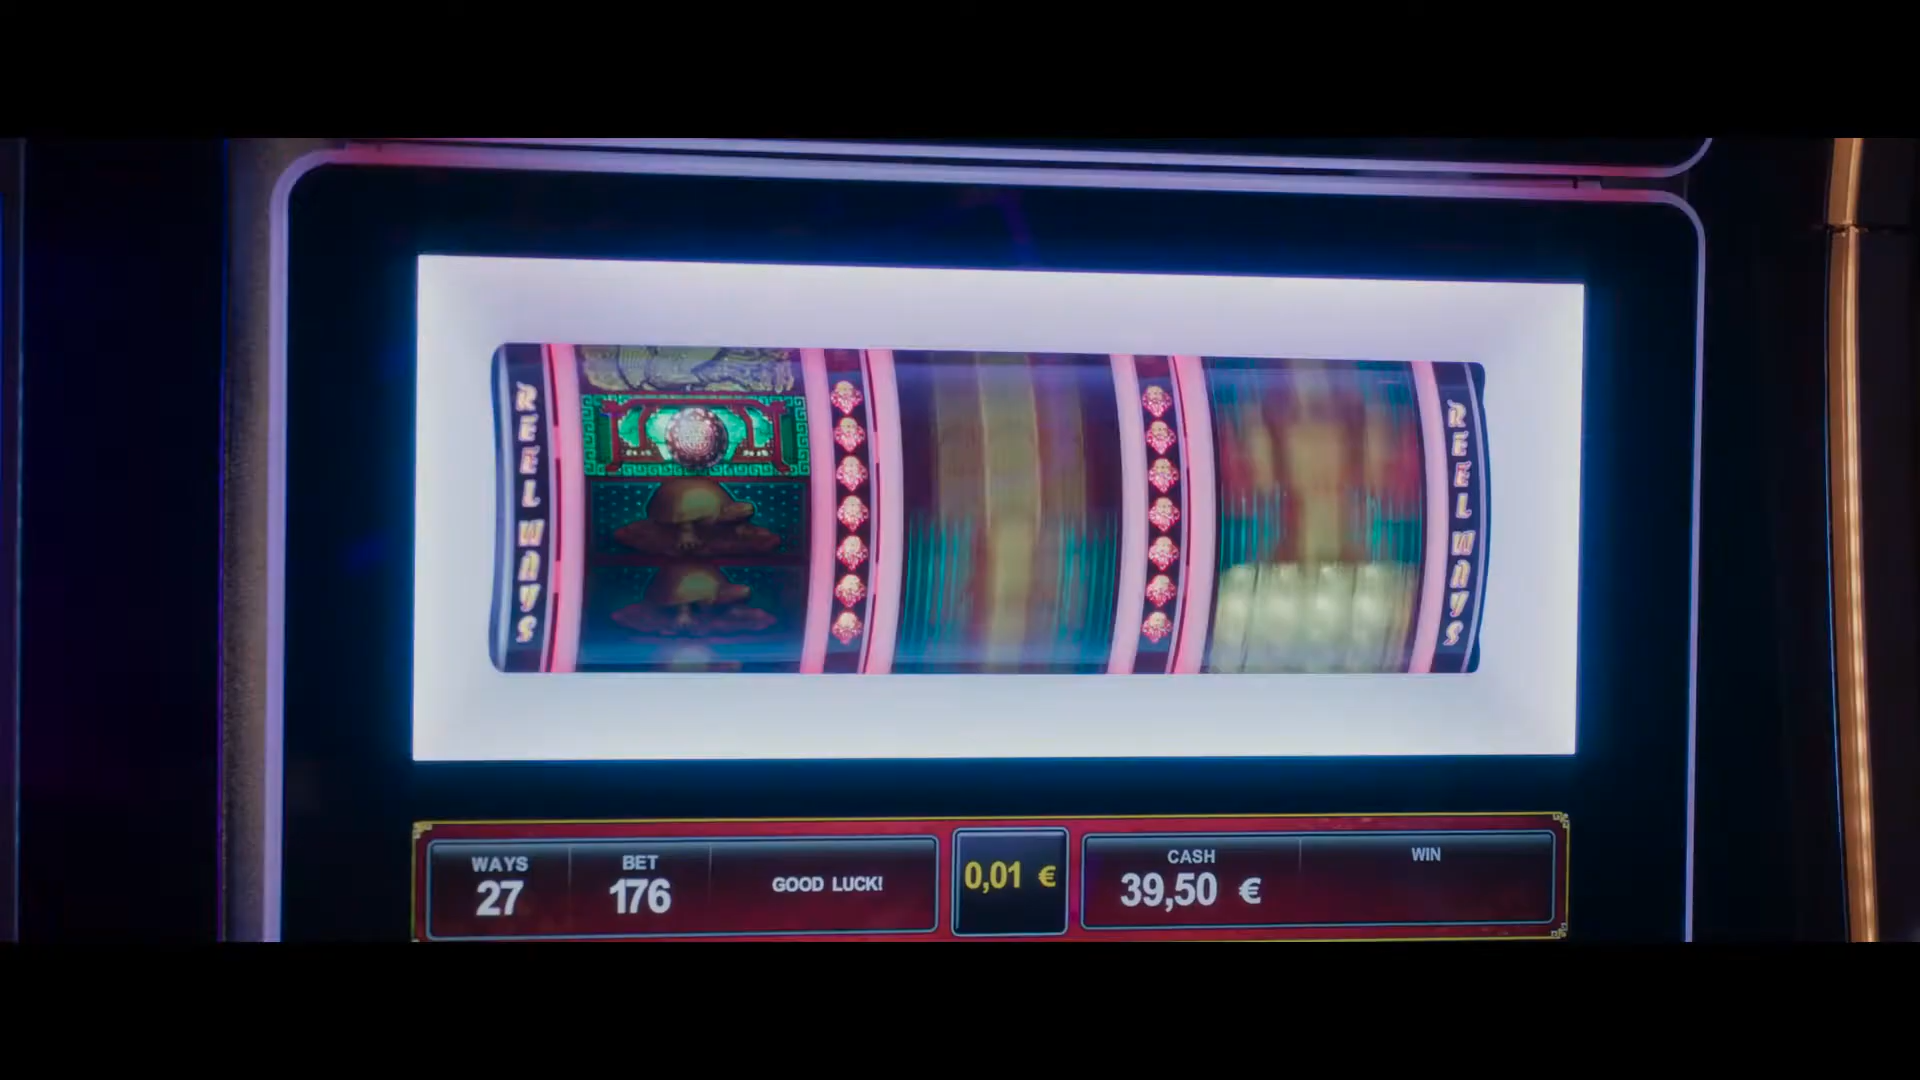 REEL WAYS
REEL WAYS
WAYS
27
BET
176
GOOD LUCK!
0,01 €
CASH
39,50 €
WIN